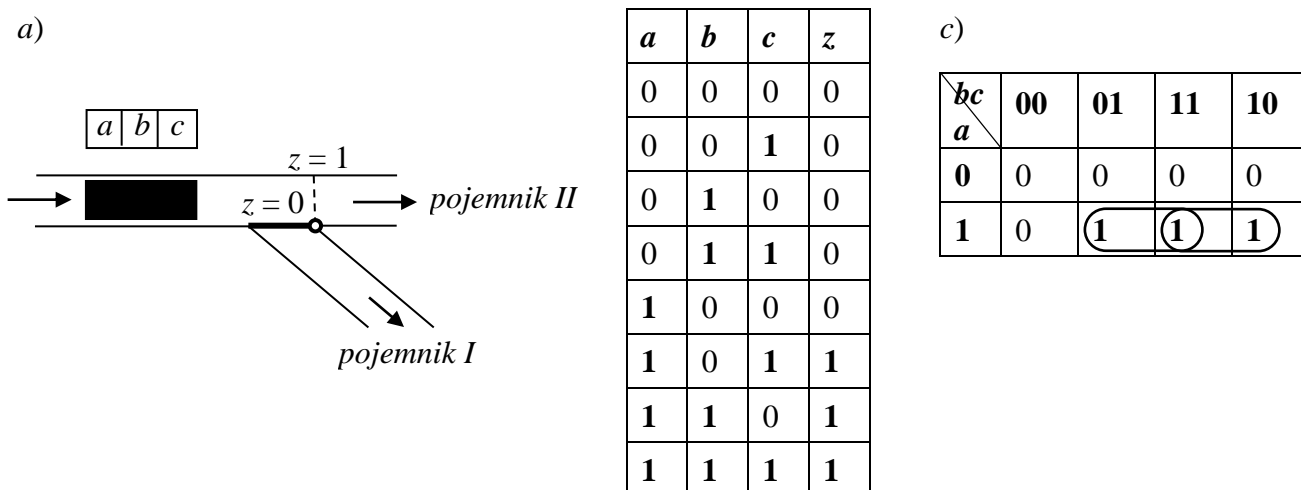 a)
a b c
z = 1
z = 0
pojemnik II
pojemnik I
a b c z
0 0 0 0
0 0 1 0
0 1 0 0
0 1 1 0
1 0 0 0
1 0 1 1
1 1 0 1
1 1 1 1
c)
bc a 00 01 11 10
0 0 0 0 0
1 0 1 1 1